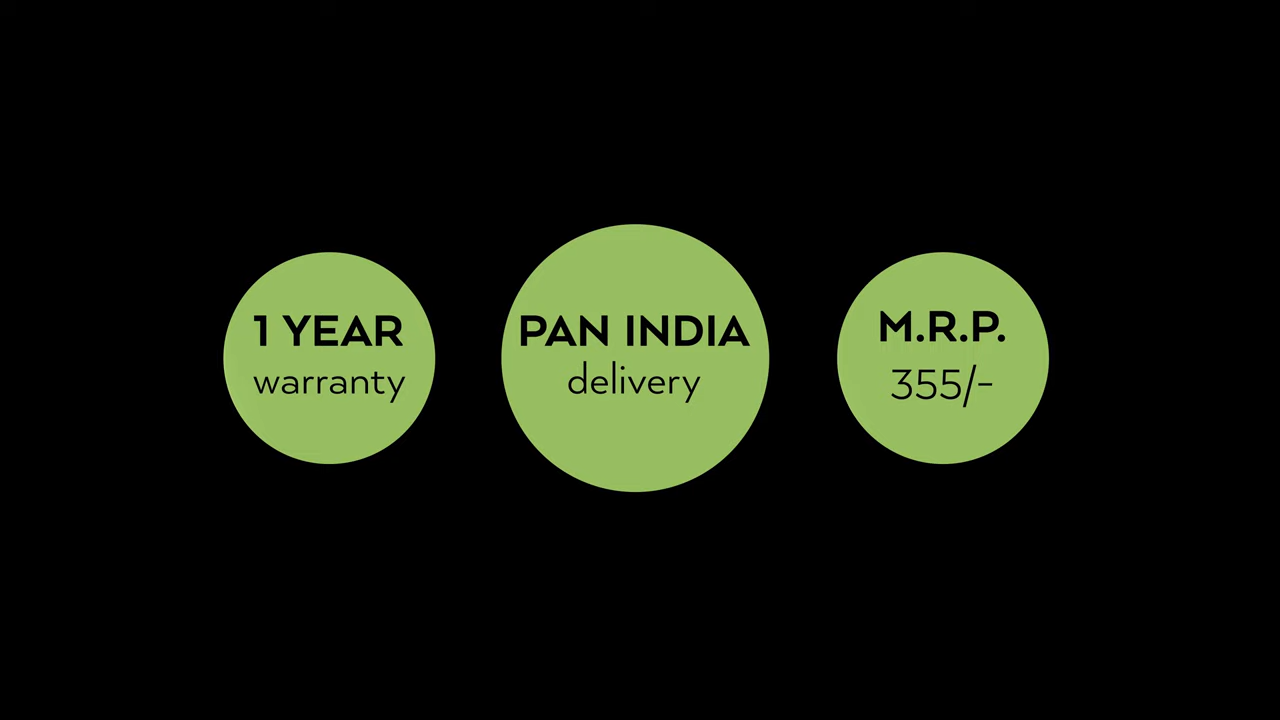 1 YEAR
warranty
PAN INDIA
delivery
M.R.P.
355/-